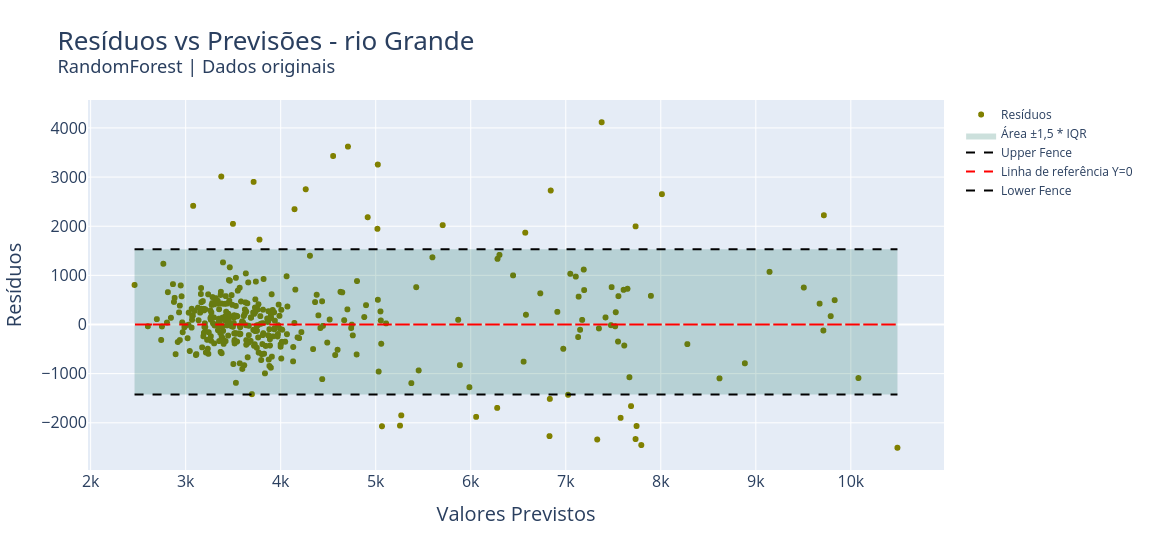 Resíduos vs Previsões - rio Grande
RandomForest | Dados originais
Resíduos
4000
3000
2000
1000
0
−1000
−2000
2k
3k
4k
5k
6k
7k
8k
9k
10k
Valores Previstos
Resíduos
Área ±1,5 * IQR
Upper Fence
Linha de referência Y=0
Lower Fence